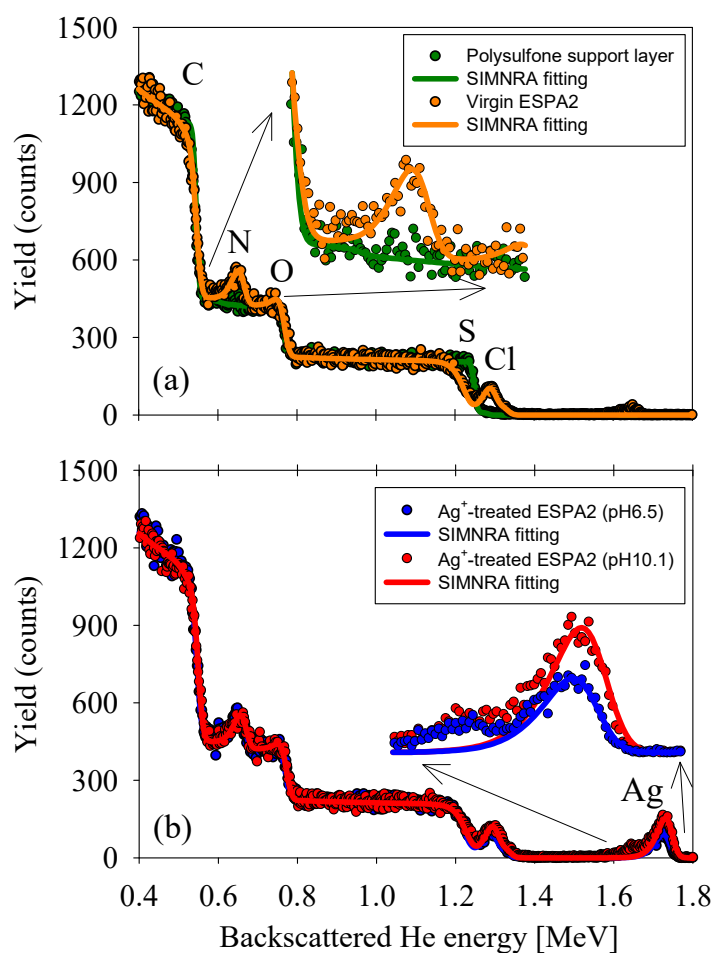 1500
1200
900
600
300
0
Yield (counts)
C
N
O
S
Cl
(a)
Polysulfone support layer
SIMNRA fitting
Virgin ESPA2
SIMNRA fitting
1500
1200
900
600
300
0
Yield (counts)
Ag⁺-treated ESPA2 (pH6.5)
SIMNRA fitting
Ag⁺-treated ESPA2 (pH10.1)
SIMNRA fitting
Ag
(b)
0.4 0.6 0.8 1.0 1.2 1.4 1.6 1.8
Backscattered He energy [MeV]